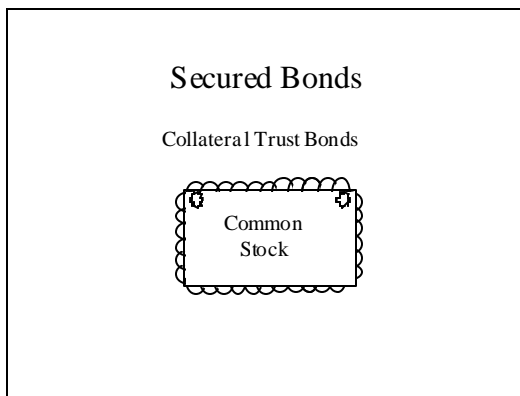 Secured Bonds
Collateral Trust Bonds
Common
Stock